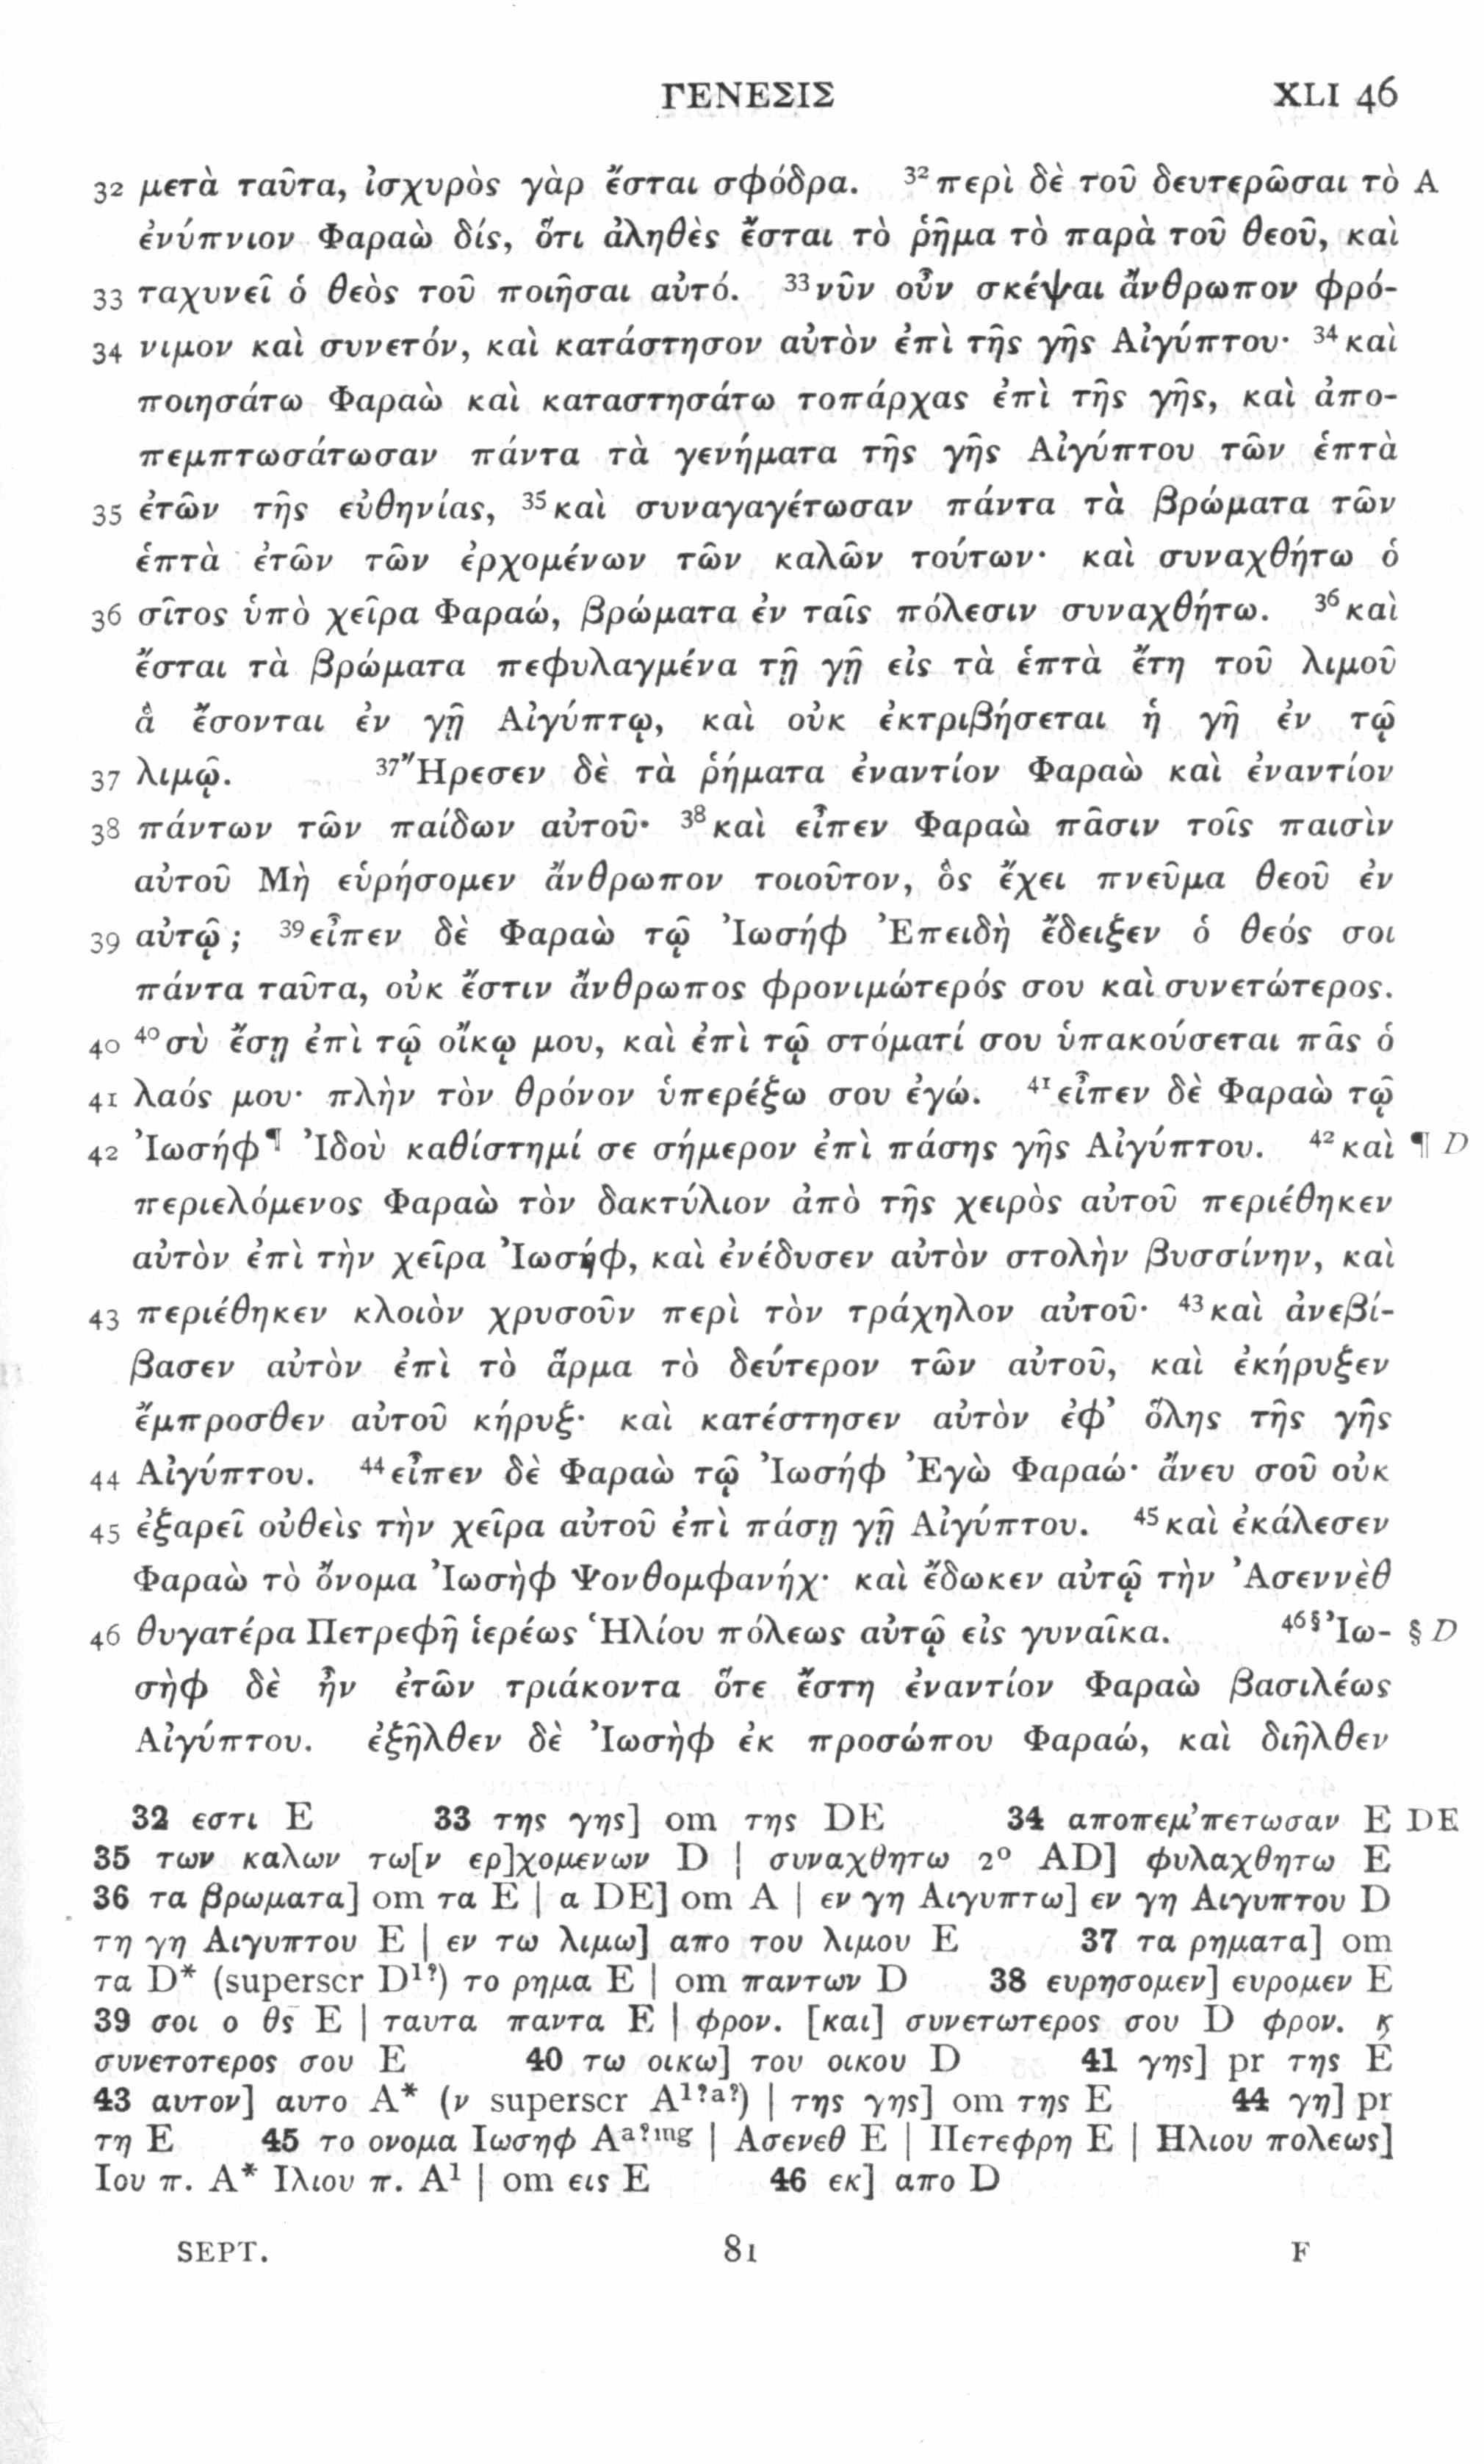 ΓΕΝΕΣΙΣ XLI 46
32 μετὰ ταῦτα, ἰσχυρὸς γὰρ ἔσται σφόδρα. ³²περὶ δὲ τοῦ δευτερῶσαι τὸ A
ἐνύπνιον Φαραὼ δίς, ὅτι ἀληθὲς ἔσται τὸ ῥῆμα τὸ παρὰ τοῦ θεοῦ, καὶ
33 ταχυνεῖ ὁ θεὸς τοῦ ποιῆσαι αὐτό. ³³νῦν οὖν σκέψαι ἄνθρωπον φρό-
34 νιμον καὶ συνετόν, καὶ κατάστησον αὐτὸν ἐπὶ τῆς γῆς Αἰγύπτου· ³⁴καὶ
ποιησάτω Φαραὼ καὶ καταστησάτω τοπάρχας ἐπὶ τῆς γῆς, καὶ ἀπο-
πεμπτωσάτωσαν πάντα τὰ γενήματα τῆς γῆς Αἰγύπτου τῶν ἑπτὰ
35 ἐτῶν τῆς εὐθηνίας, ³⁵καὶ συναγαγέτωσαν πάντα τὰ βρώματα τῶν
ἑπτὰ ἐτῶν τῶν ἐρχομένων τῶν καλῶν τούτων· καὶ συναχθήτω ὁ
36 σῖτος ὑπὸ χεῖρα Φαραώ, βρώματα ἐν ταῖς πόλεσιν συναχθήτω. ³⁶καὶ
ἔσται τὰ βρώματα πεφυλαγμένα τῇ γῇ εἰς τὰ ἑπτὰ ἔτη τοῦ λιμοῦ
ἃ ἔσονται ἐν γῇ Αἰγύπτῳ, καὶ οὐκ ἐκτριβήσεται ἡ γῆ ἐν τῷ
37 λιμῷ. ³⁷Ἤρεσεν δὲ τὰ ῥήματα ἐναντίον Φαραὼ καὶ ἐναντίον
38 πάντων τῶν παίδων αὐτοῦ· ³⁸καὶ εἶπεν Φαραὼ πᾶσιν τοῖς παισὶν
αὐτοῦ Μὴ εὑρήσομεν ἄνθρωπον τοιοῦτον, ὃς ἔχει πνεῦμα θεοῦ ἐν
39 αὐτῷ; ³⁹εἶπεν δὲ Φαραὼ τῷ Ἰωσήφ Ἐπειδὴ ἔδειξεν ὁ θεός σοι
πάντα ταῦτα, οὐκ ἔστιν ἄνθρωπος φρονιμώτερός σου καὶ συνετώτερος.
40 ⁴⁰σὺ ἔσῃ ἐπὶ τῷ οἴκῳ μου, καὶ ἐπὶ τῷ στόματί σου ὑπακούσεται πᾶς ὁ
41 λαός μου· πλὴν τὸν θρόνον ὑπερέξω σου ἐγώ. ⁴¹εἶπεν δὲ Φαραὼ τῷ
42 Ἰωσήφ¶ Ἰδοὺ καθίστημί σε σήμερον ἐπὶ πάσης γῆς Αἰγύπτου. ⁴²καὶ ¶ D
περιελόμενος Φαραὼ τὸν δακτύλιον ἀπὸ τῆς χειρὸς αὐτοῦ περιέθηκεν
αὐτὸν ἐπὶ τὴν χεῖρα Ἰωσήφ, καὶ ἐνέδυσεν αὐτὸν στολὴν βυσσίνην, καὶ
43 περιέθηκεν κλοιὸν χρυσοῦν περὶ τὸν τράχηλον αὐτοῦ· ⁴³καὶ ἀνεβί-
βασεν αὐτὸν ἐπὶ τὸ ἅρμα τὸ δεύτερον τῶν αὐτοῦ, καὶ ἐκήρυξεν
ἔμπροσθεν αὐτοῦ κήρυξ· καὶ κατέστησεν αὐτὸν ἐφ’ ὅλης τῆς γῆς
44 Αἰγύπτου. ⁴⁴εἶπεν δὲ Φαραὼ τῷ Ἰωσήφ Ἐγὼ Φαραώ· ἄνευ σοῦ οὐκ
45 ἐξαρεῖ οὐθεὶς τὴν χεῖρα αὐτοῦ ἐπὶ πάσῃ γῇ Αἰγύπτου. ⁴⁵καὶ ἐκάλεσεν
Φαραὼ τὸ ὄνομα Ἰωσὴφ Ψονθομφανήχ· καὶ ἔδωκεν αὐτῷ τὴν Ἀσεννὲθ
46 θυγατέρα Πετρεφῆ ἱερέως Ἡλίου πόλεως αὐτῷ εἰς γυναῖκα. ⁴⁶§Ἰω- § D
σὴφ δὲ ἦν ἐτῶν τριάκοντα ὅτε ἔστη ἐναντίον Φαραὼ βασιλέως
Αἰγύπτου. ἐξῆλθεν δὲ Ἰωσὴφ ἐκ προσώπου Φαραώ, καὶ διῆλθεν
32 εστι E 33 της γης] om της DE 34 αποπεμ’πετωσαν E DE
35 των καλων τω[ν ερ]χομενων D | συναχθητω 2⁰ AD] φυλαχθητω E
36 τα βρωματα] om τα E | α DE] om A | εν γη Αιγυπτω] εν γη Αιγυπτου D
τη γη Αιγυπτου E | εν τω λιμω] απο του λιμου E 37 τα ρηματα] om
τα D* (superscr D¹?) το ρημα E | om παντων D 38 ευρησομεν] ευρομεν E
39 σοι ο θς̄ E | ταυτα παντα E | φρον. [και] συνετωτερος σου D φρον. ϗ
συνετοτερος σου E 40 τω οικω] του οικου D 41 γης] pr της E
43 αυτον] αυτο A* (ν superscr A¹?ᵃ?) | της γης] om της E 44 γη] pr
τη E 45 το ονομα Ιωσηφ Aᵃ?ᵐᵍ | Ασενεθ E | Πετεφρη E | Ηλιου πολεως]
Ιου π. A* Ιλιου π. A¹ | om εις E 46 εκ] απο D
SEPT. 81 F